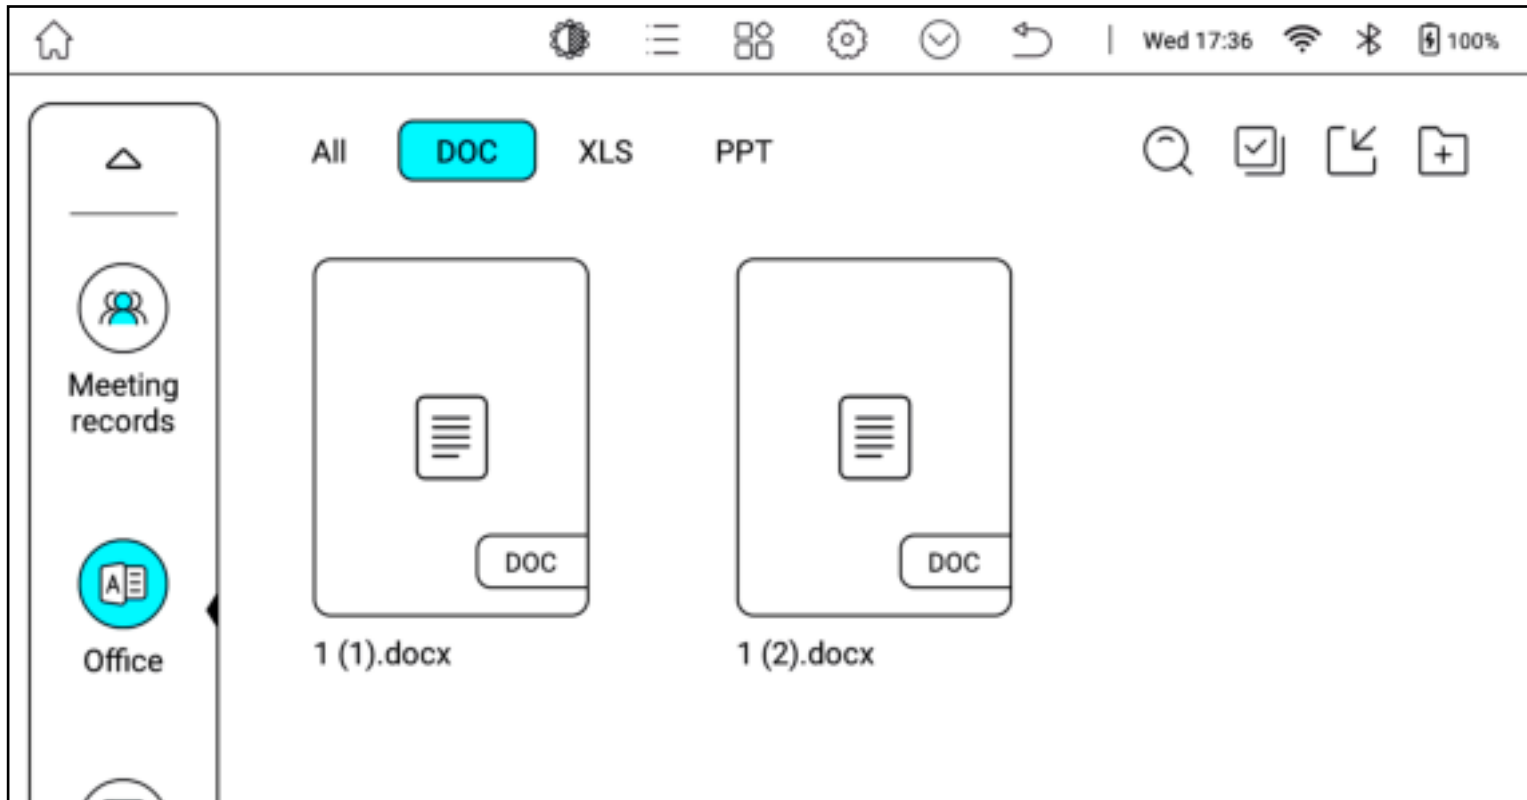 Wed 17:36 100%
All DOC XLS PPT
Meeting
records
DOC DOC
A
Office
1 (1).docx 1 (2).docx